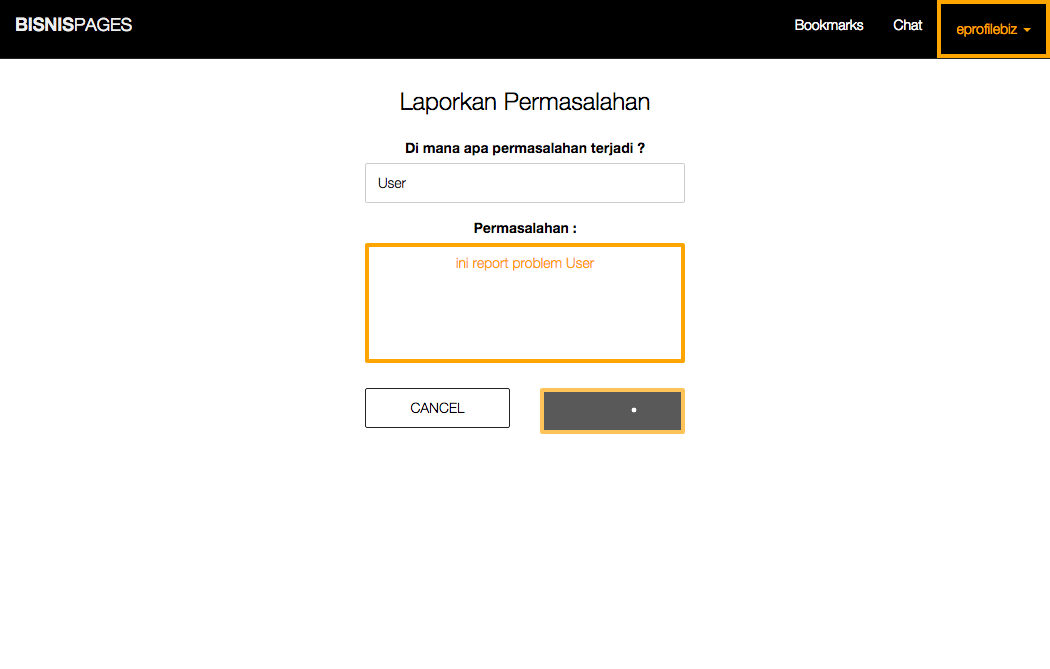 BISNISPAGES
Bookmarks
Chat
eprofilebiz
Laporkan Permasalahan
Di mana apa permasalahan terjadi ?
User
Permasalahan :
ini report problem User
CANCEL